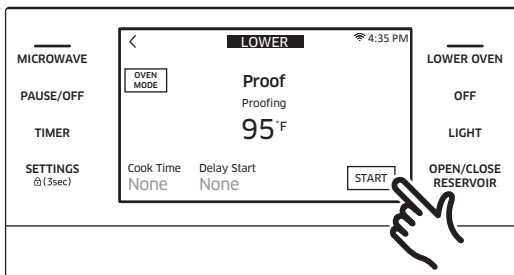 MICROWAVE
PAUSE/OFF
TIMER
SETTINGS
(3sec)
<
LOWER
4:35 PM
OVEN
MODE
Proof
Proofing
95°F
Cook Time Delay Start
None None
START
LOWER OVEN
OFF
LIGHT
OPEN/CLOSE
RESERVOIR